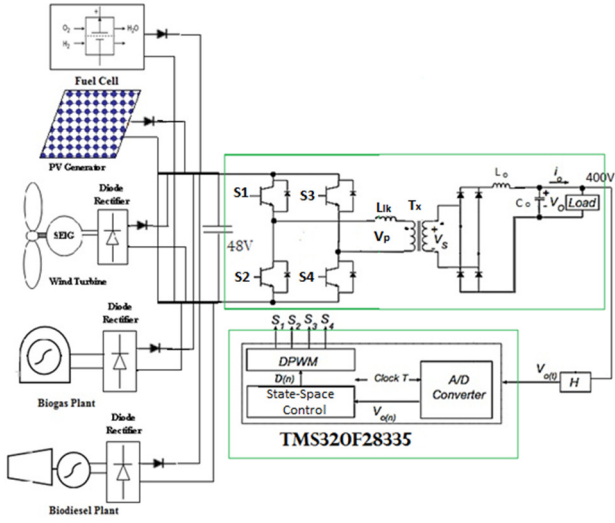 +
O₂
H₂O
H₂
-
Fuel Cell
PV Generator
Diode
Rectifier
SEIG
Wind Turbine
Diode
Rectifier
Biogas Plant
Diode
Rectifier
Biodiesel Plant
48V
S1
S3
S2
S4
Llk
Vp
Tx
+
Vs
-
Lo
io
400V
Co
+
Vo
-
Load
S1 S2 S3 S4
DPWM
D(n)
Clock T
A/D
Converter
State-Space
Control
Vo(n)
Vo(t)
H
TMS320F28335